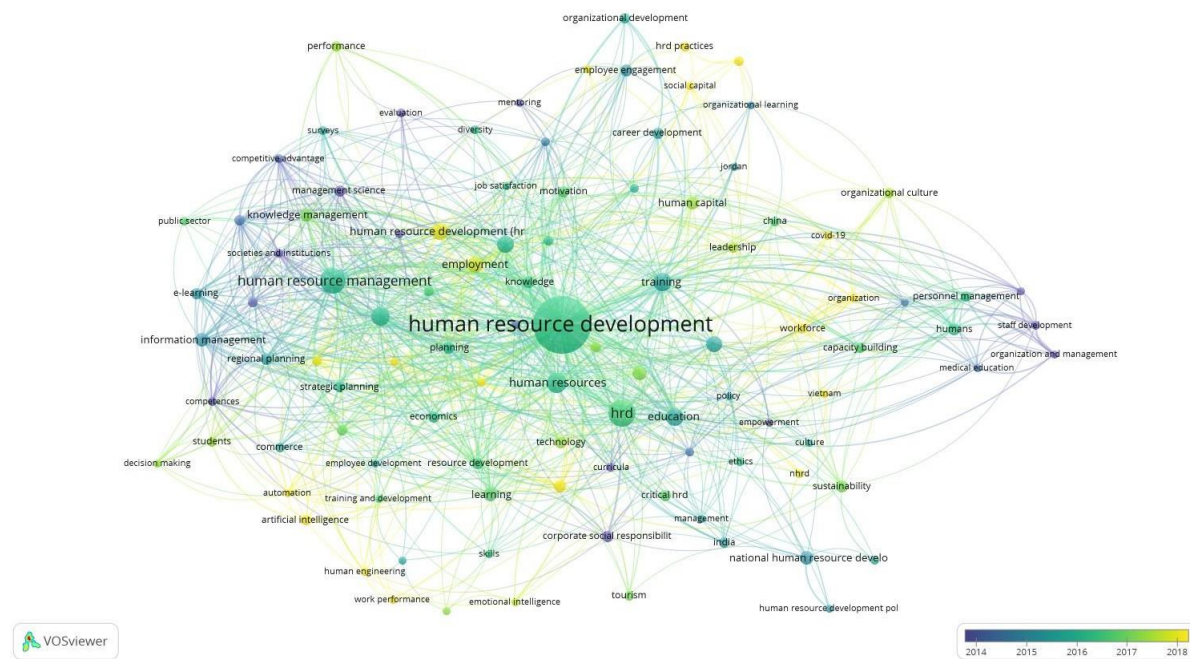 organizational development
performance
hrd practices
employee engagement
social capital
mentoring
organizational learning
evaluation
surveys
diversity
career development
competitive advantage
jordan
management science
job satisfaction
motivation
organizational culture
human capital
public sector
knowledge management
china
human resource development (hr
covid-19
leadership
societies and institutions
employment
human resource management
knowledge
training
e-learning
organization
personnel management
human resource development
workforce
humans
staff development
information management
planning
capacity building
organization and management
regional planning
medical education
strategic planning
human resources
policy
vietnam
competences
economics
hrd
education
empowerment
students
commerce
technology
culture
decision making
employee development
resource development
curricula
ethics
nhrd
sustainability
automation
training and development
learning
critical hrd
artificial intelligence
management
corporate social responsibilit
india
skills
national human resource develo
human engineering
work performance
emotional intelligence
tourism
human resource development pol
VOSviewer
2014 2015 2016 2017 2018